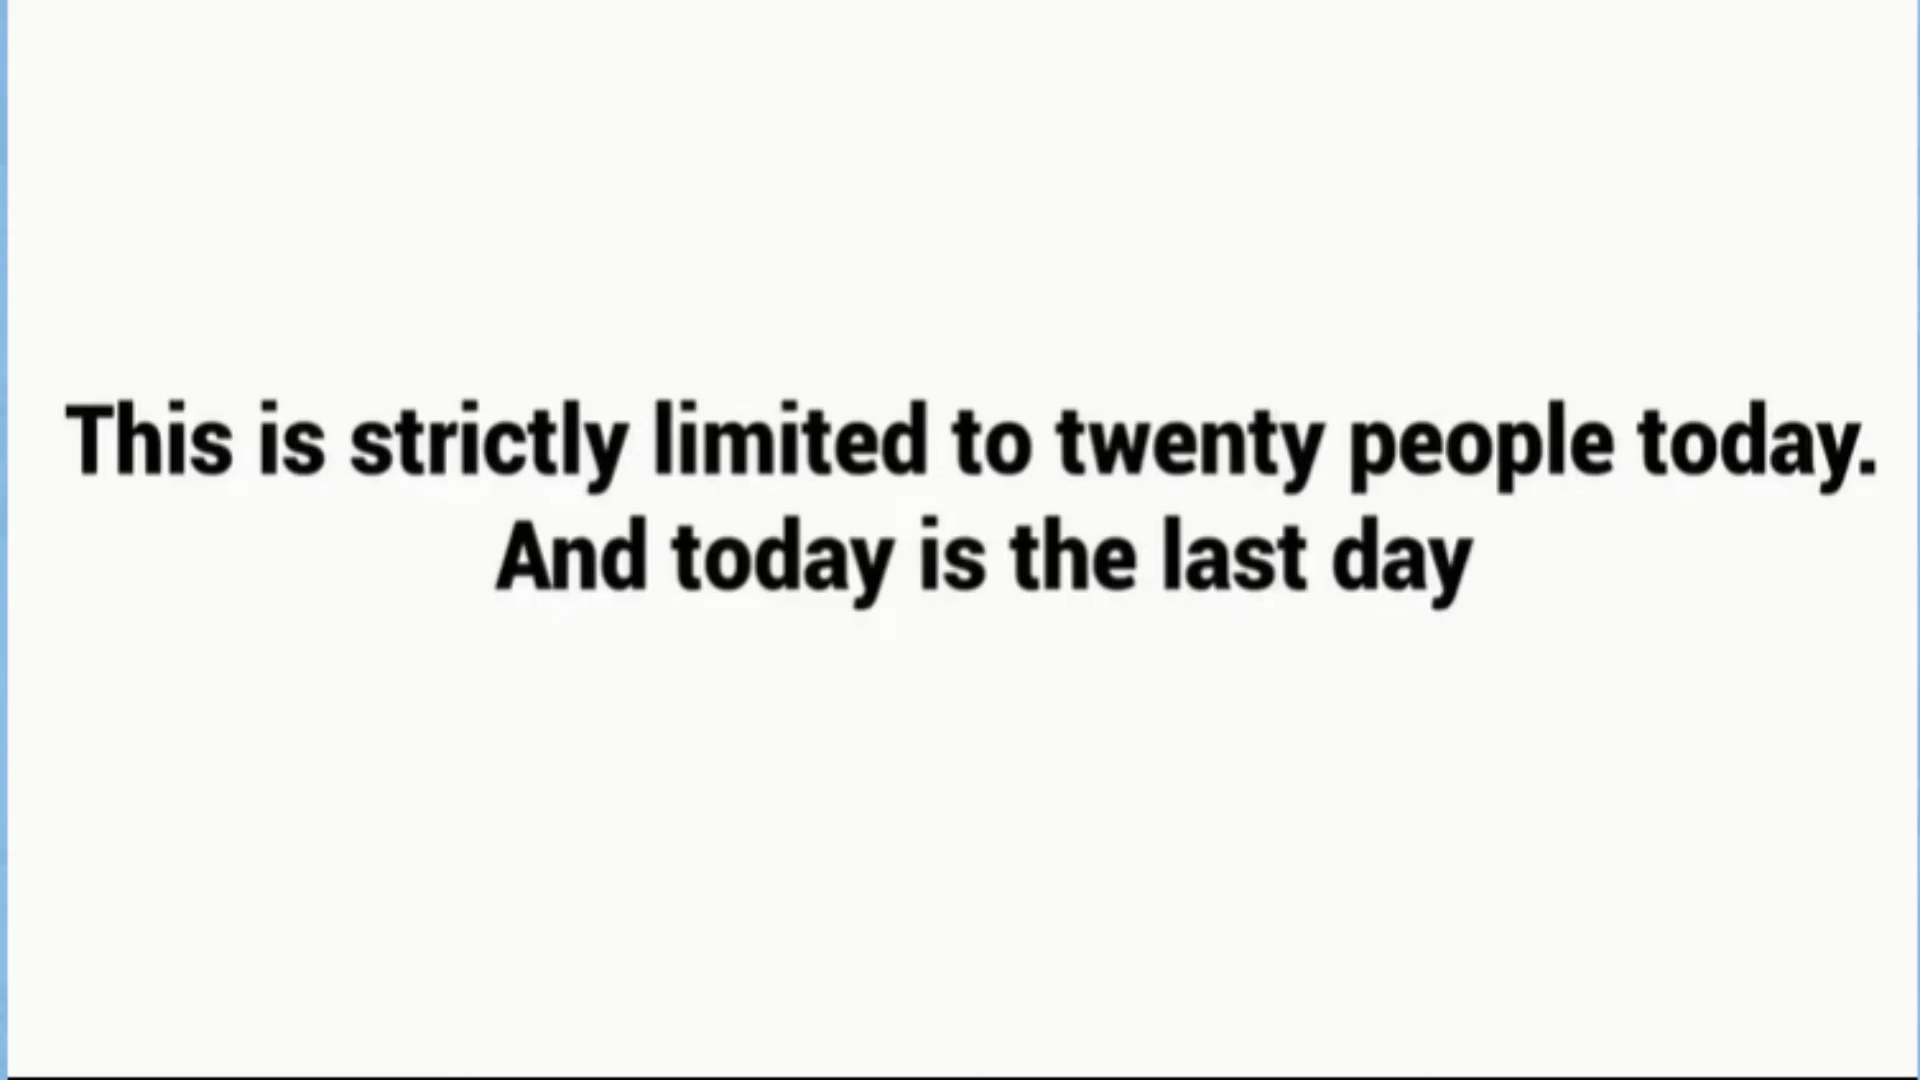 This is strictly limited to twenty people today.
And today is the last day